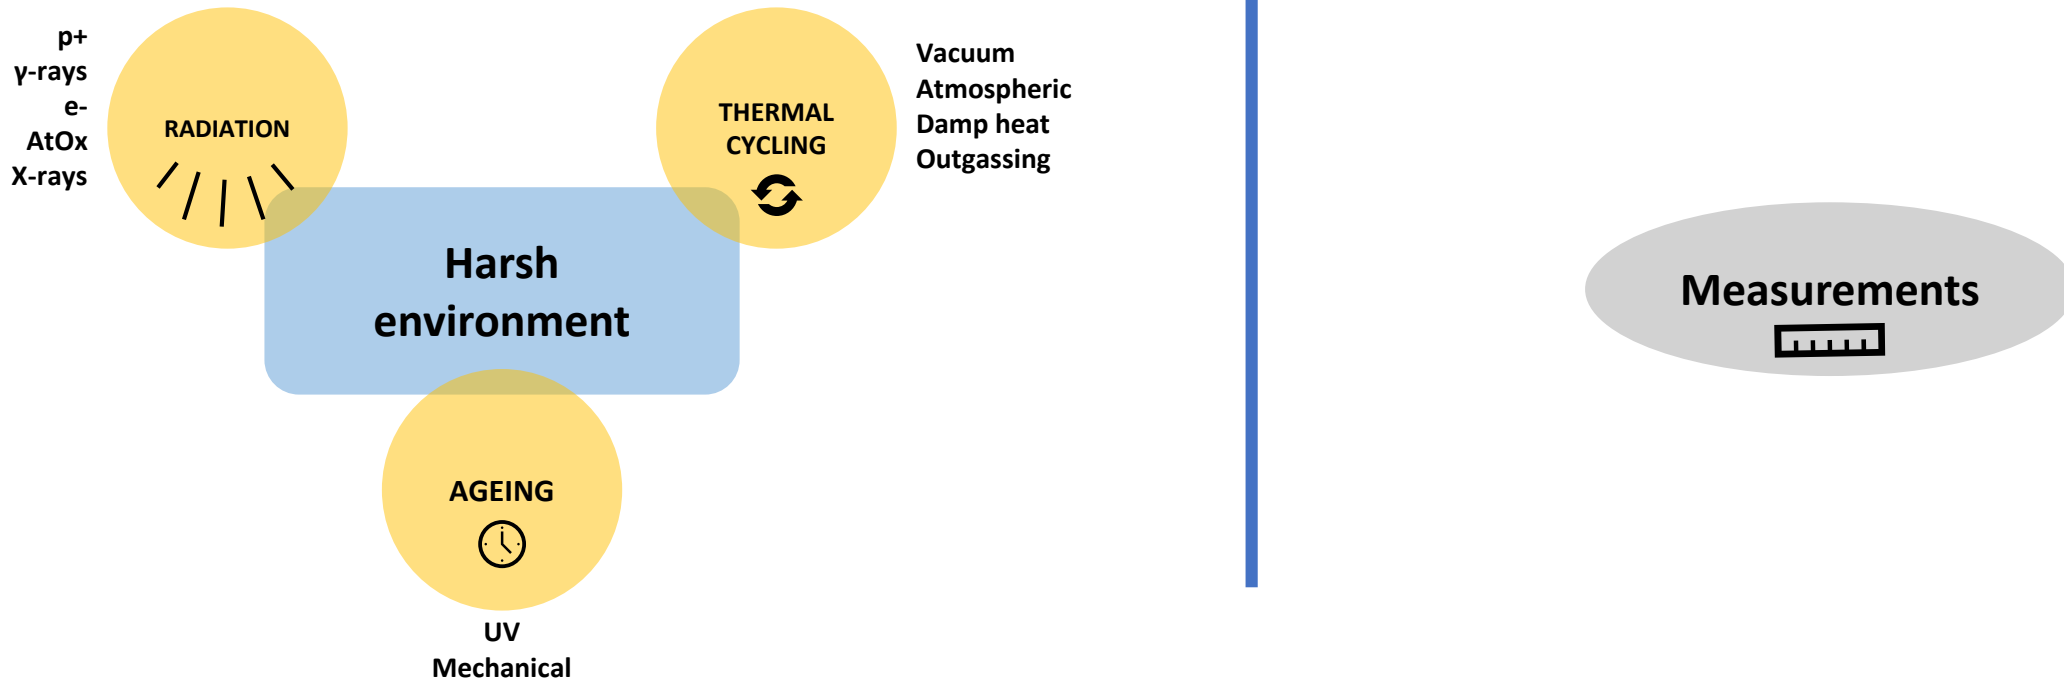 p+
γ-rays
e-
AtOx
X-rays
RADIATION
THERMAL
CYCLING
Vacuum
Atmospheric
Damp heat
Outgassing
Harsh
environment
AGEING
UV
Mechanical
Measurements